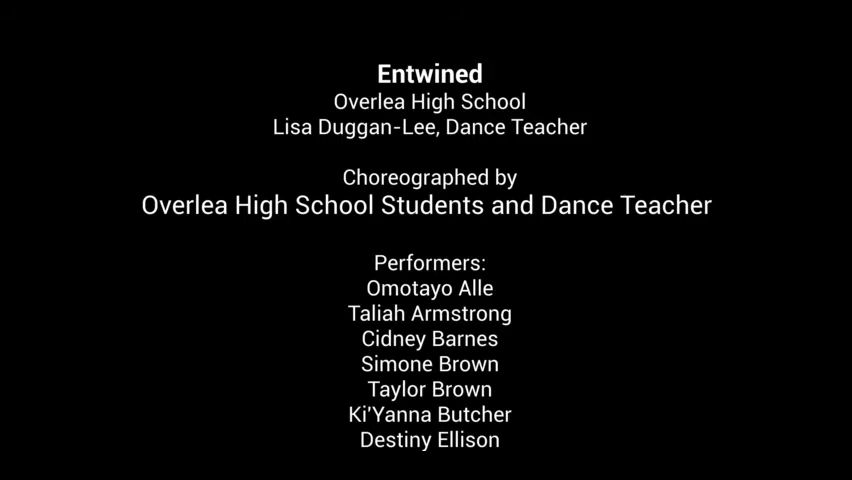 Entwined
Overlea High School
Lisa Duggan-Lee, Dance Teacher
Choreographed by
Overlea High School Students and Dance Teacher
Performers:
Omotayo Alle
Taliah Armstrong
Cidney Barnes
Simone Brown
Taylor Brown
Ki'Yanna Butcher
Destiny Ellison